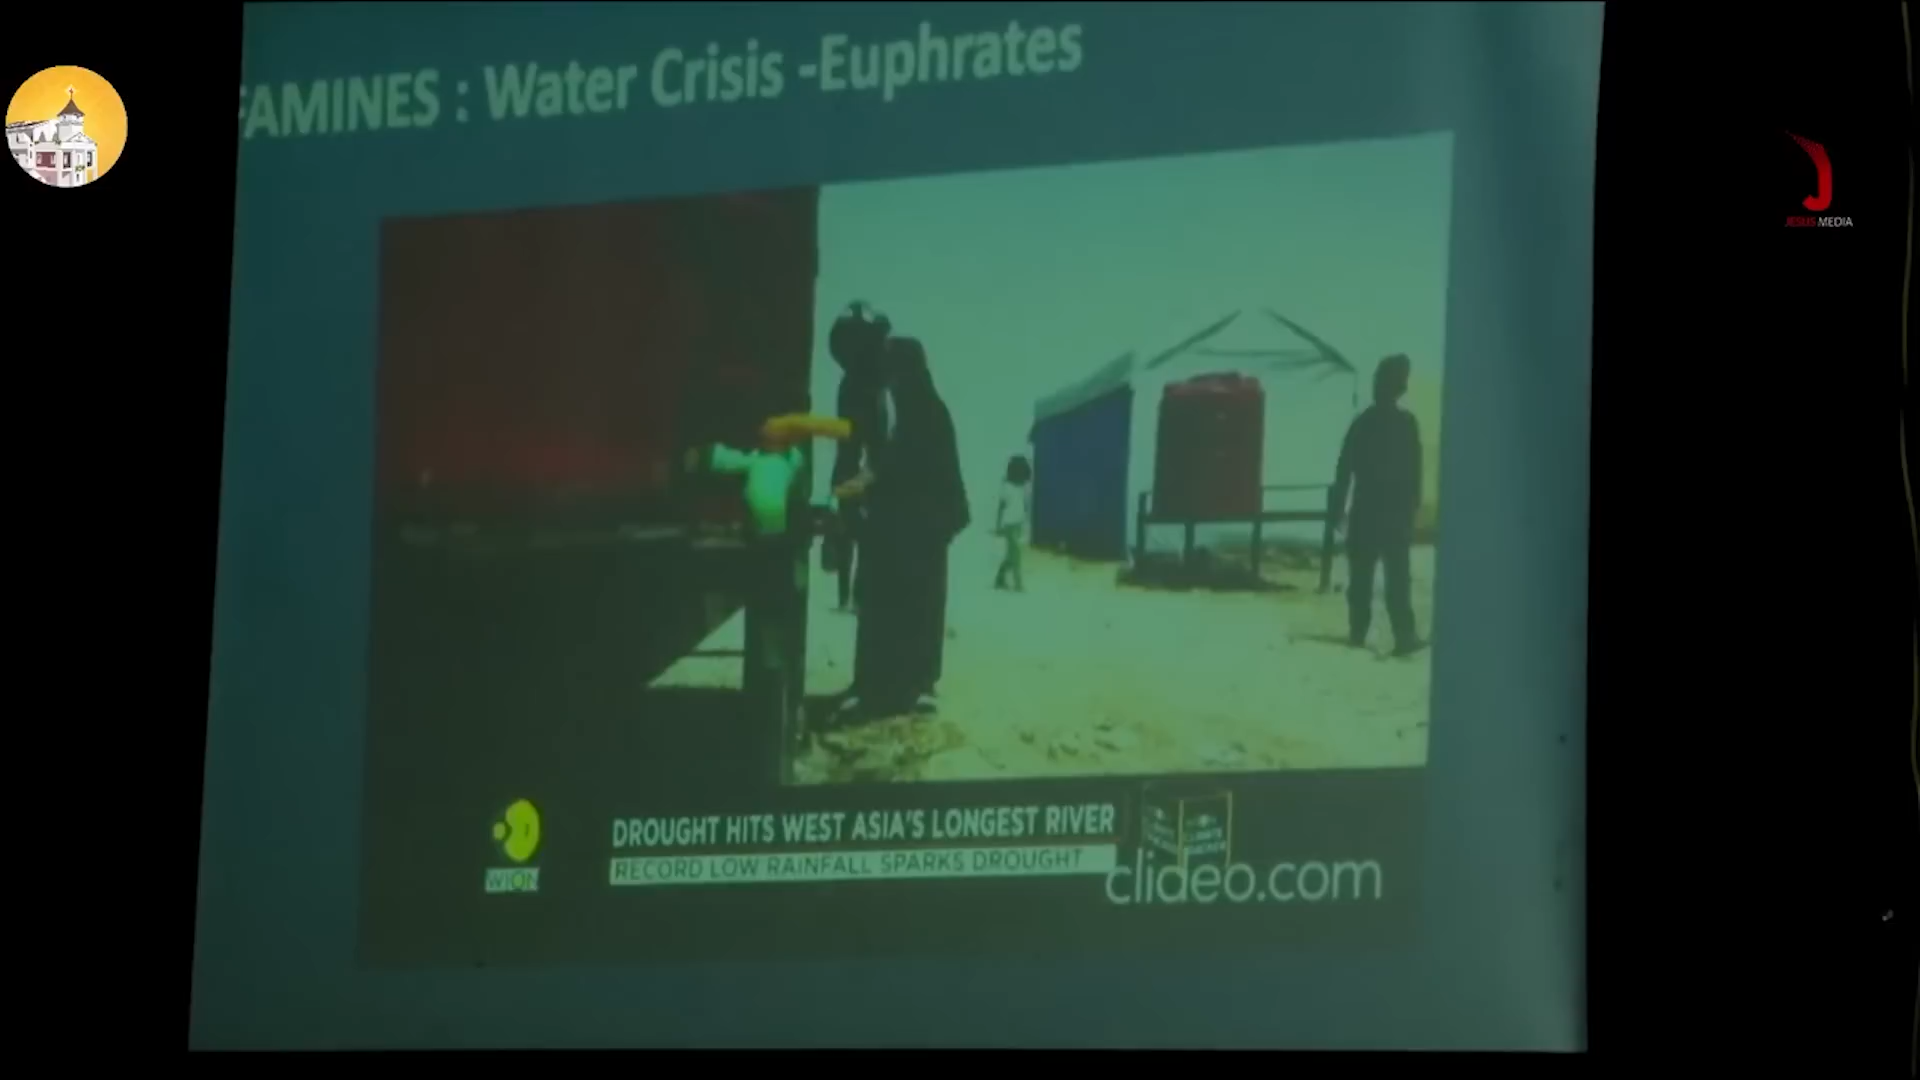 FAMINES : Water Crisis -Euphrates
JESUS MEDIA
DROUGHT HITS WEST ASIA'S LONGEST RIVER
RECORD LOW RAINFALL SPARKS DROUGHT
WION
clideo.com